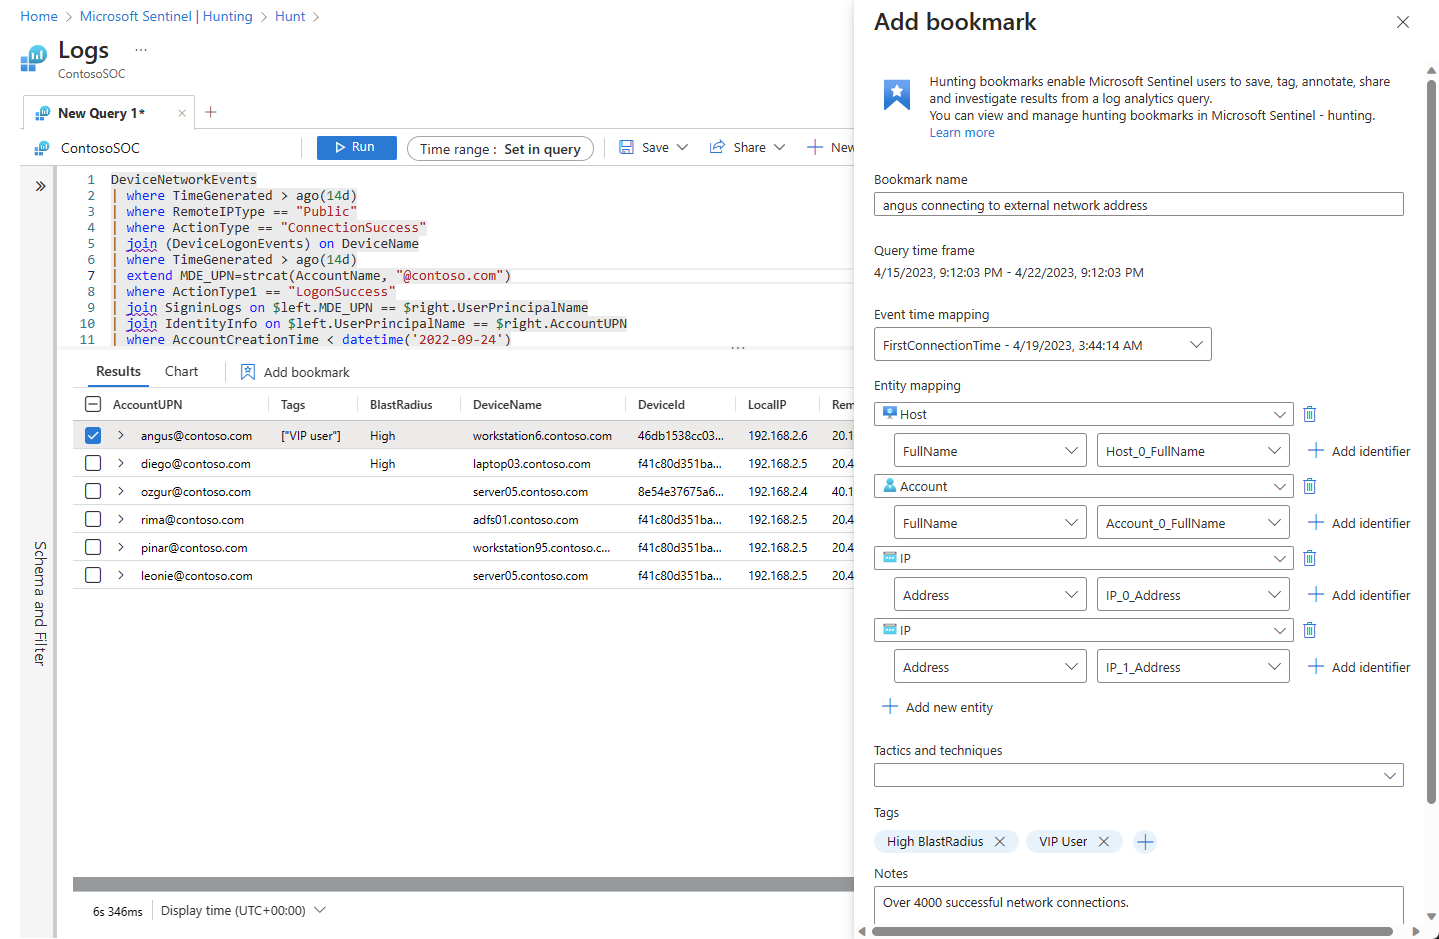 Home > Microsoft Sentinel | Hunting > Hunt >
Logs ...
ContosoSOC
New Query 1*
ContosoSOC
Run
Time range : Set in query
Save
Share
New
1 DeviceNetworkEvents
2 | where TimeGenerated > ago(14d)
3 | where RemoteIPType == "Public"
4 | where ActionType == "ConnectionSuccess"
5 | join (DeviceLogonEvents) on DeviceName
6 | where TimeGenerated > ago(14d)
7 | extend MDE_UPN=strcat(AccountName, "@contoso.com")
8 | where ActionType1 == "LogonSuccess"
9 | join SigninLogs on $left.MDE_UPN == $right.UserPrincipalName
10 | join IdentityInfo on $left.UserPrincipalName == $right.AccountUPN
11 | where AccountCreationTime < datetime('2022-09-24')
Schema and Filter
Results Chart Add bookmark
AccountUPN Tags BlastRadius DeviceName DeviceId LocalIP Rem
angus@contoso.com ["VIP user"] High workstation6.contoso.com 46db1538cc03... 192.168.2.6 20.1
diego@contoso.com High laptop03.contoso.com f41c80d351ba... 192.168.2.5 20.4
ozgur@contoso.com server05.contoso.com 8e54e37675a6... 192.168.2.4 40.1
rima@contoso.com adfs01.contoso.com f41c80d351ba... 192.168.2.5 20.4
pinar@contoso.com workstation95.contoso.c... f41c80d351ba... 192.168.2.5 20.4
leonie@contoso.com server05.contoso.com f41c80d351ba... 192.168.2.5 20.4
6s 346ms Display time (UTC+00:00)
Add bookmark
Hunting bookmarks enable Microsoft Sentinel users to save, tag, annotate, share
and investigate results from a log analytics query.
You can view and manage hunting bookmarks in Microsoft Sentinel - hunting.
Learn more
Bookmark name
angus connecting to external network address
Query time frame
4/15/2023, 9:12:03 PM - 4/22/2023, 9:12:03 PM
Event time mapping
FirstConnectionTime - 4/19/2023, 3:44:14 AM
Entity mapping
Host
FullName Host_0_FullName Add identifier
Account
FullName Account_0_FullName Add identifier
IP
Address IP_0_Address Add identifier
IP
Address IP_1_Address Add identifier
Add new entity
Tactics and techniques
Tags
High BlastRadius VIP User
Notes
Over 4000 successful network connections.